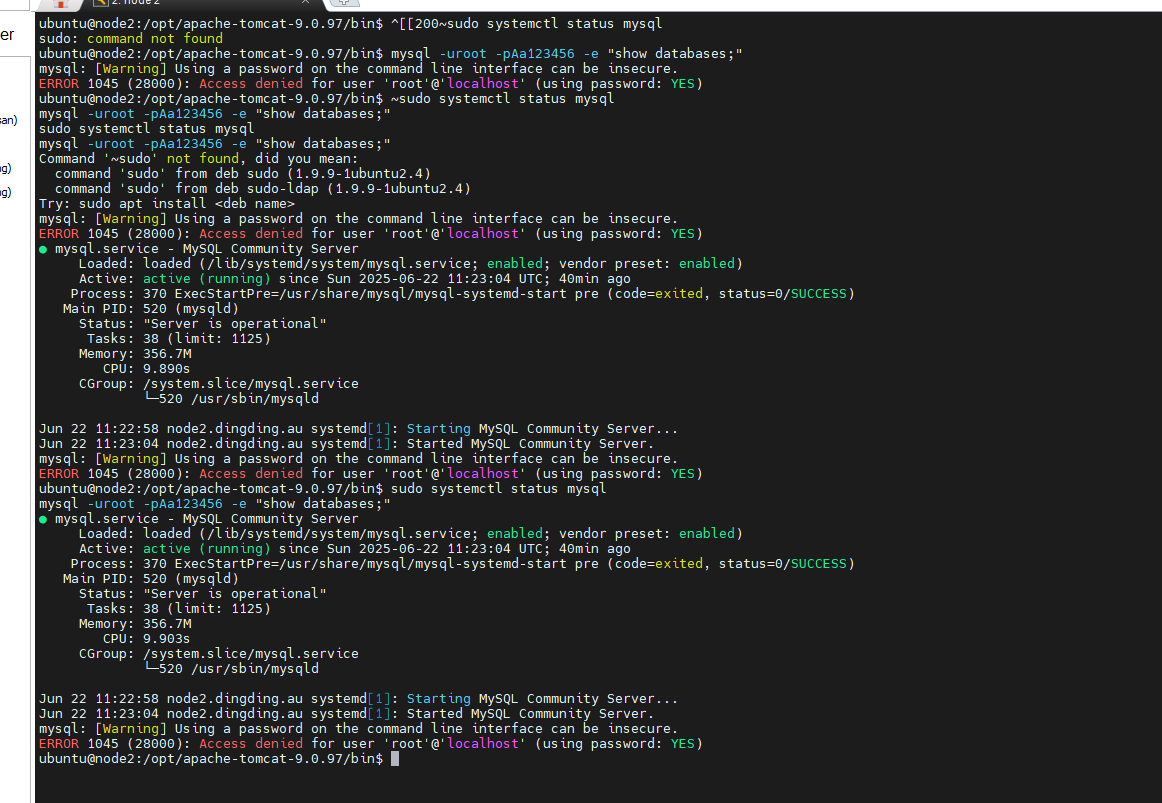 2. node2
er
an)
g)
g)
ubuntu@node2:/opt/apache-tomcat-9.0.97/bin$ ^[[200~sudo systemctl status mysql
sudo: command not found
ubuntu@node2:/opt/apache-tomcat-9.0.97/bin$ mysql -uroot -pAa123456 -e "show databases;"
mysql: [Warning] Using a password on the command line interface can be insecure.
ERROR 1045 (28000): Access denied for user 'root'@'localhost' (using password: YES)
ubuntu@node2:/opt/apache-tomcat-9.0.97/bin$ ~sudo systemctl status mysql
mysql -uroot -pAa123456 -e "show databases;"
sudo systemctl status mysql
mysql -uroot -pAa123456 -e "show databases;"
Command '~sudo' not found, did you mean:
  command 'sudo' from deb sudo (1.9.9-1ubuntu2.4)
  command 'sudo' from deb sudo-ldap (1.9.9-1ubuntu2.4)
Try: sudo apt install <deb name>
mysql: [Warning] Using a password on the command line interface can be insecure.
ERROR 1045 (28000): Access denied for user 'root'@'localhost' (using password: YES)
● mysql.service - MySQL Community Server
     Loaded: loaded (/lib/systemd/system/mysql.service; enabled; vendor preset: enabled)
     Active: active (running) since Sun 2025-06-22 11:23:04 UTC; 40min ago
    Process: 370 ExecStartPre=/usr/share/mysql/mysql-systemd-start pre (code=exited, status=0/SUCCESS)
   Main PID: 520 (mysqld)
     Status: "Server is operational"
      Tasks: 38 (limit: 1125)
     Memory: 356.7M
        CPU: 9.890s
     CGroup: /system.slice/mysql.service
             └─520 /usr/sbin/mysqld
Jun 22 11:22:58 node2.dingding.au systemd[1]: Starting MySQL Community Server...
Jun 22 11:23:04 node2.dingding.au systemd[1]: Started MySQL Community Server.
mysql: [Warning] Using a password on the command line interface can be insecure.
ERROR 1045 (28000): Access denied for user 'root'@'localhost' (using password: YES)
ubuntu@node2:/opt/apache-tomcat-9.0.97/bin$ sudo systemctl status mysql
mysql -uroot -pAa123456 -e "show databases;"
● mysql.service - MySQL Community Server
     Loaded: loaded (/lib/systemd/system/mysql.service; enabled; vendor preset: enabled)
     Active: active (running) since Sun 2025-06-22 11:23:04 UTC; 40min ago
    Process: 370 ExecStartPre=/usr/share/mysql/mysql-systemd-start pre (code=exited, status=0/SUCCESS)
   Main PID: 520 (mysqld)
     Status: "Server is operational"
      Tasks: 38 (limit: 1125)
     Memory: 356.7M
        CPU: 9.903s
     CGroup: /system.slice/mysql.service
             └─520 /usr/sbin/mysqld
Jun 22 11:22:58 node2.dingding.au systemd[1]: Starting MySQL Community Server...
Jun 22 11:23:04 node2.dingding.au systemd[1]: Started MySQL Community Server.
mysql: [Warning] Using a password on the command line interface can be insecure.
ERROR 1045 (28000): Access denied for user 'root'@'localhost' (using password: YES)
ubuntu@node2:/opt/apache-tomcat-9.0.97/bin$